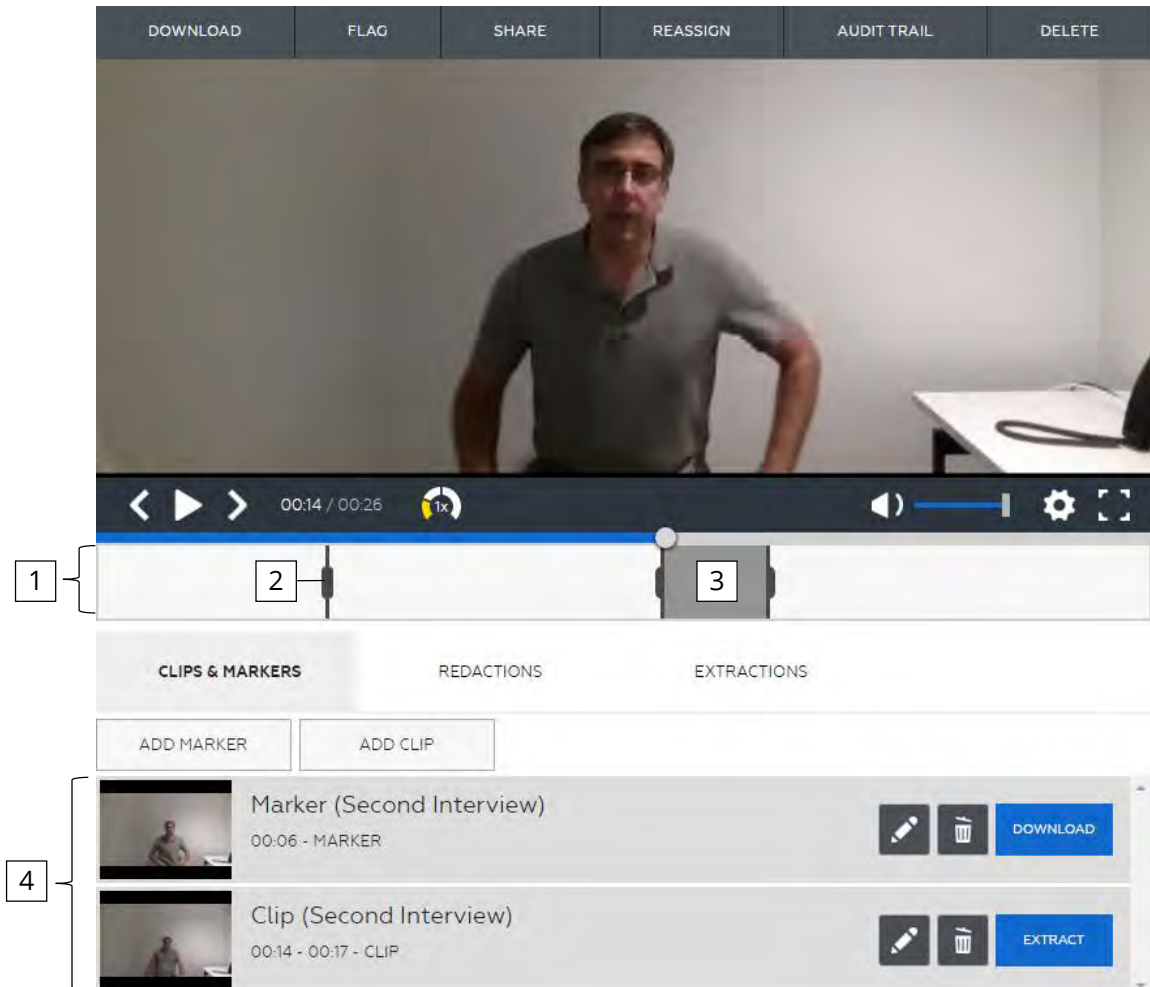 DOWNLOAD FLAG SHARE REASSIGN AUDIT TRAIL DELETE
00:14 / 00:26 1x
1 2 3
CLIPS & MARKERS REDACTIONS EXTRACTIONS
ADD MARKER ADD CLIP
4
Marker (Second Interview)
00:06 - MARKER
DOWNLOAD
Clip (Second Interview)
00:14 - 00:17 - CLIP
EXTRACT